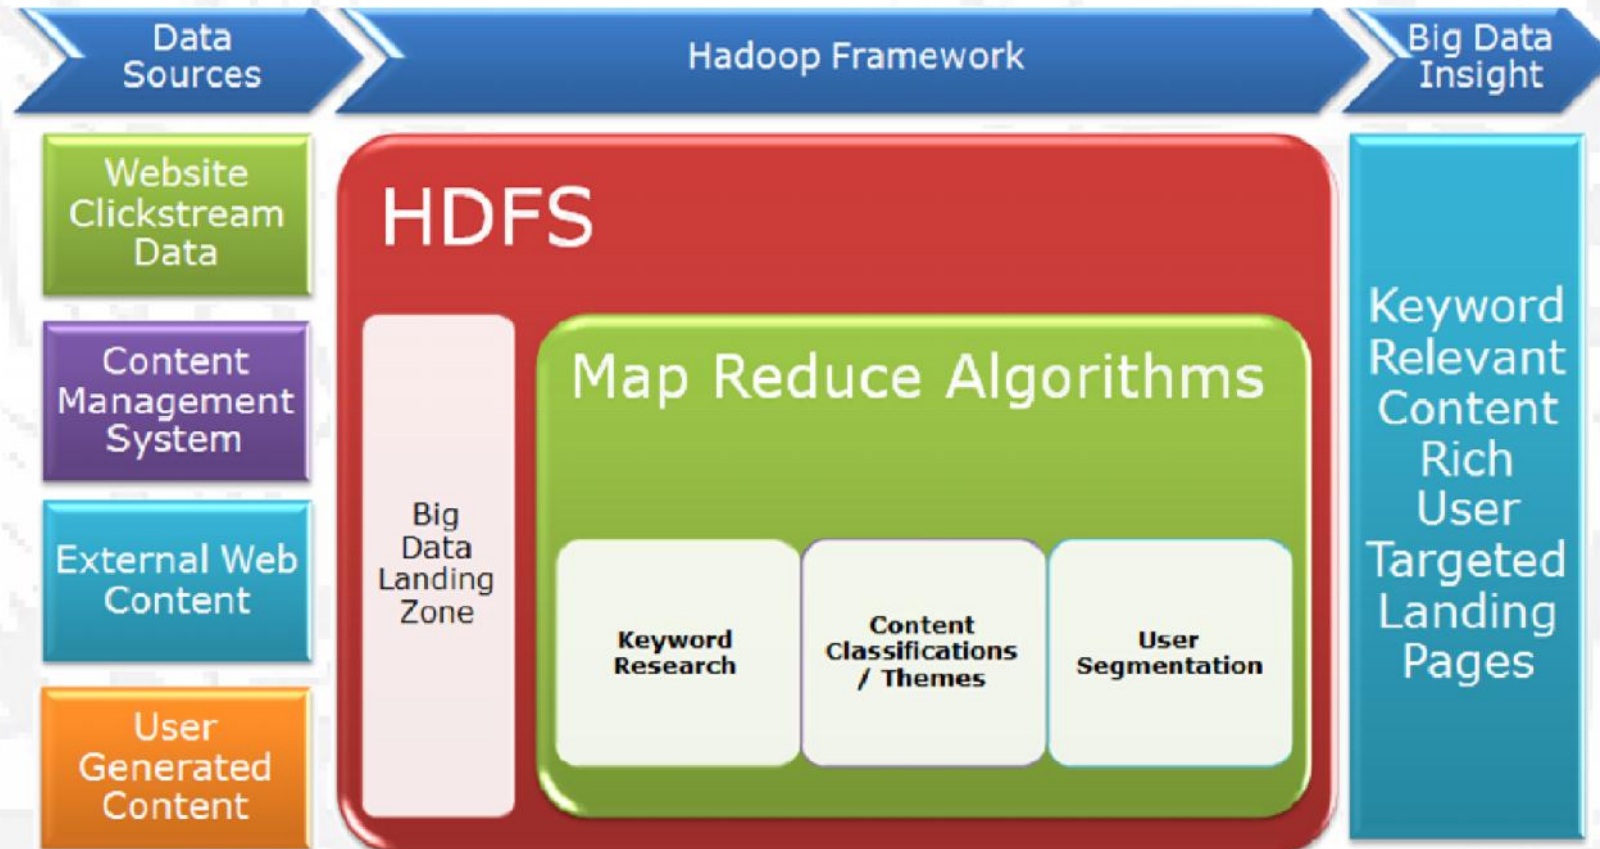 Data
Sources
Hadoop Framework
Big Data
Insight
Website
Clickstream
Data
Content
Management
System
External Web
Content
User
Generated
Content
HDFS
Big
Data
Landing
Zone
Map Reduce Algorithms
Keyword
Research
Content
Classifications
/ Themes
User
Segmentation
Keyword
Relevant
Content
Rich
User
Targeted
Landing
Pages